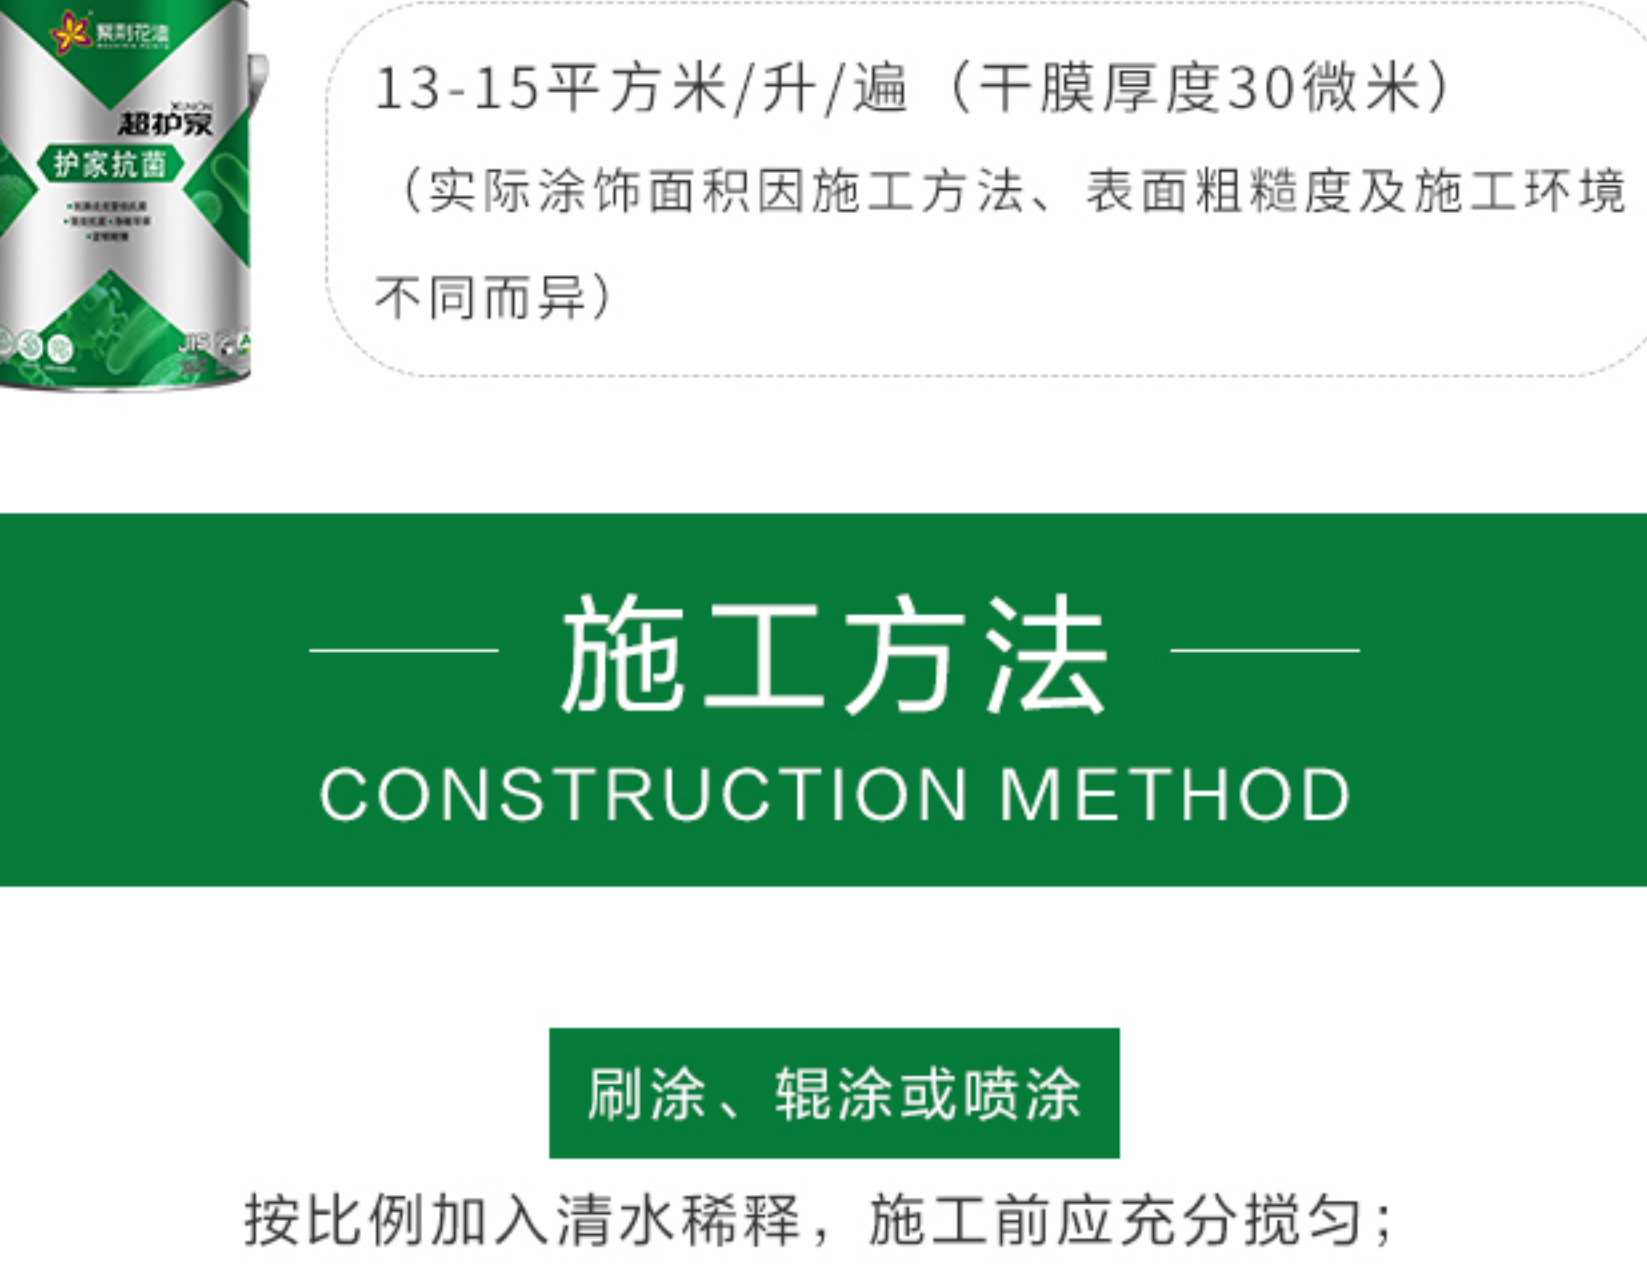 紫荆花漆
超护家
护家抗菌
13-15平方米/升/遍（干膜厚度30微米）
（实际涂饰面积因施工方法、表面粗糙度及施工环境
不同而异）
施工方法
CONSTRUCTION METHOD
刷涂、辊涂或喷涂
按比例加入清水稀释，施工前应充分搅匀；